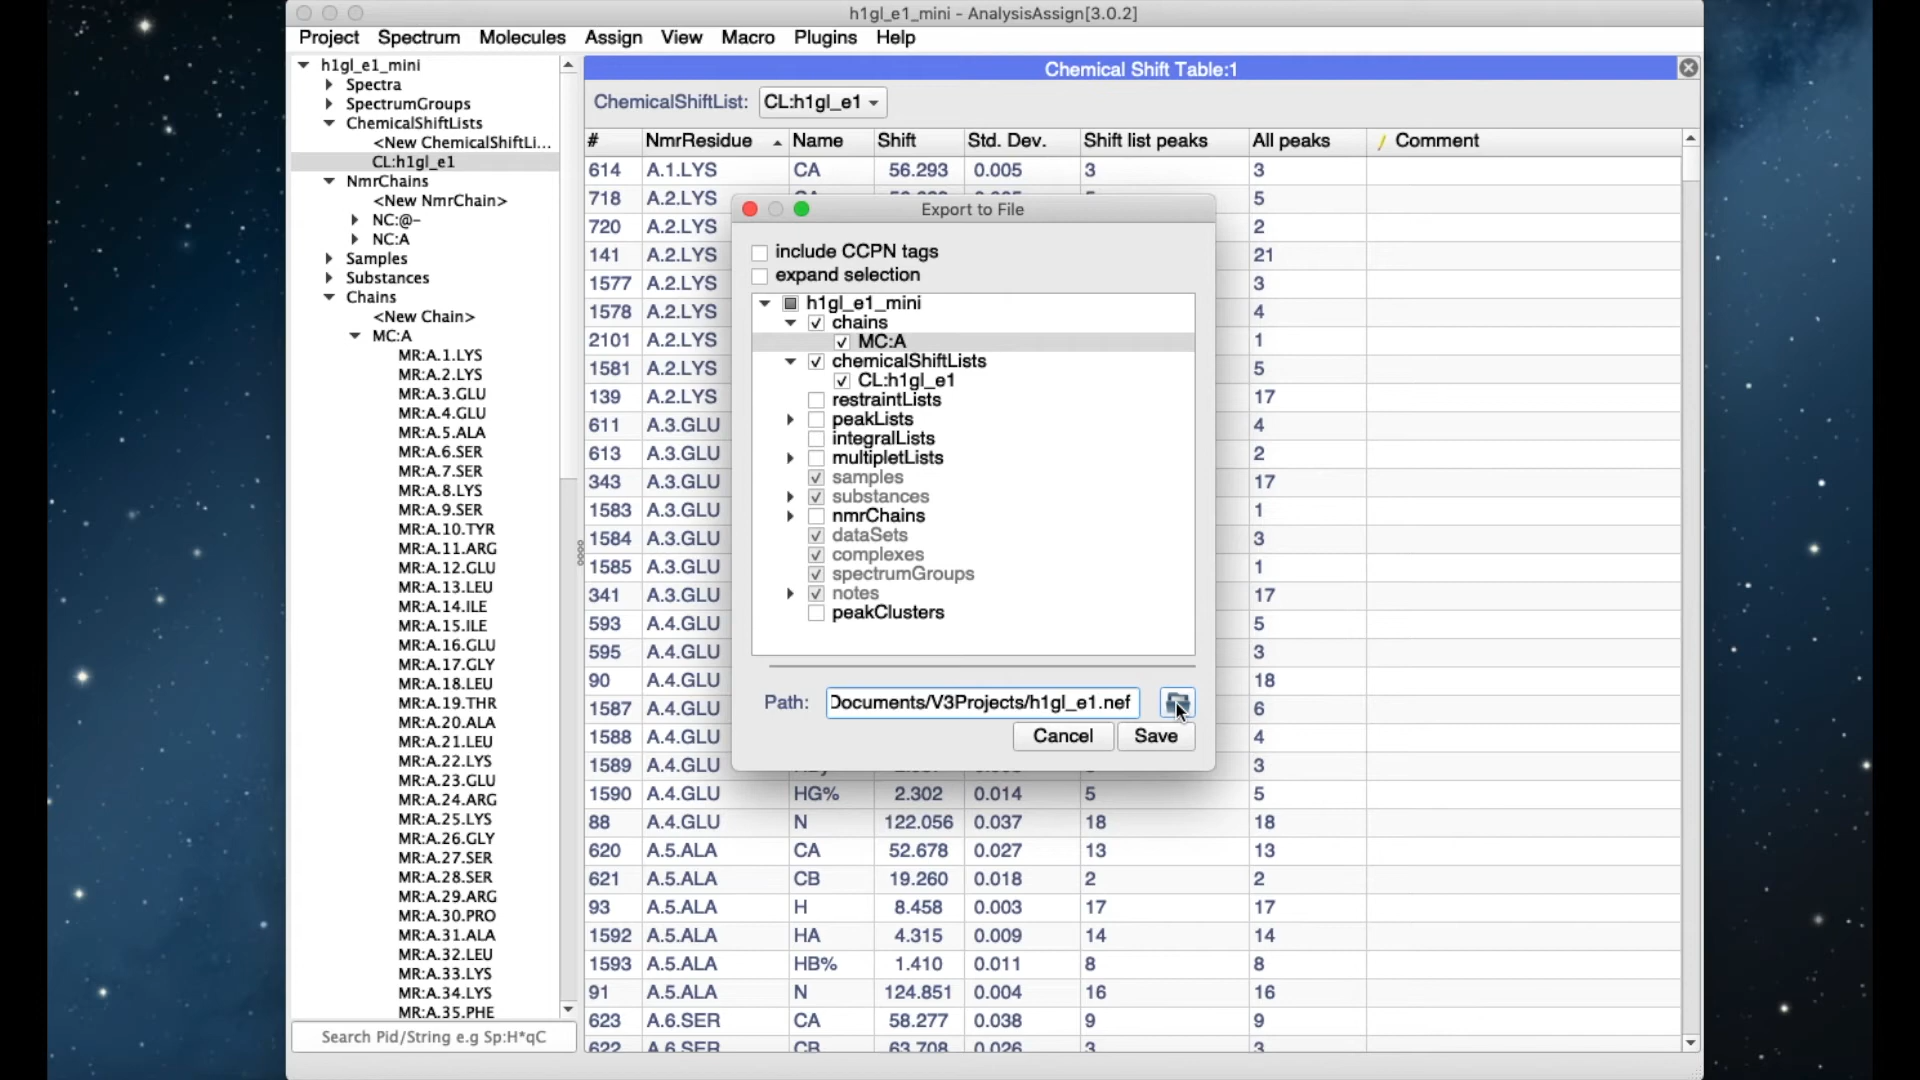 h1gl_e1_mini - AnalysisAssign[3.0.2]
Project Spectrum Molecules Assign View Macro Plugins Help
h1gl_e1_mini
Spectra
SpectrumGroups
ChemicalShiftLists
<New ChemicalShiftLi...
CL:h1gl_e1
NmrChains
<New NmrChain>
NC:@-
NC:A
Samples
Substances
Chains
<New Chain>
MC:A
MR:A.1.LYS
MR:A.2.LYS
MR:A.3.GLU
MR:A.4.GLU
MR:A.5.ALA
MR:A.6.SER
MR:A.7.SER
MR:A.8.LYS
MR:A.9.SER
MR:A.10.TYR
MR:A.11.ARG
MR:A.12.GLU
MR:A.13.LEU
MR:A.14.ILE
MR:A.15.ILE
MR:A.16.GLU
MR:A.17.GLY
MR:A.18.LEU
MR:A.19.THR
MR:A.20.ALA
MR:A.21.LEU
MR:A.22.LYS
MR:A.23.GLU
MR:A.24.ARG
MR:A.25.LYS
MR:A.26.GLY
MR:A.27.SER
MR:A.28.SER
MR:A.29.ARG
MR:A.30.PRO
MR:A.31.ALA
MR:A.32.LEU
MR:A.33.LYS
MR:A.34.LYS
MR:A.35.PHE
Search Pid/String e.g Sp:H*qC
Chemical Shift Table:1
ChemicalShiftList: CL:h1gl_e1
# NmrResidue Name Shift Std. Dev. Shift list peaks All peaks Comment
614 A.1.LYS CA 56.293 0.005 3 3
718 A.2.LYS 5
720 A.2.LYS 2
141 A.2.LYS 21
1577 A.2.LYS 3
1578 A.2.LYS 4
2101 A.2.LYS 1
1581 A.2.LYS 5
139 A.2.LYS 17
611 A.3.GLU 4
613 A.3.GLU 2
343 A.3.GLU 17
1583 A.3.GLU 1
1584 A.3.GLU 3
1585 A.3.GLU 1
341 A.3.GLU 17
593 A.4.GLU 5
595 A.4.GLU 3
90 A.4.GLU 18
1587 A.4.GLU 6
1588 A.4.GLU 4
1589 A.4.GLU 3
1590 A.4.GLU HG% 2.302 0.014 5 5
88 A.4.GLU N 122.056 0.037 18 18
620 A.5.ALA CA 52.678 0.027 13 13
621 A.5.ALA CB 19.260 0.018 2 2
93 A.5.ALA H 8.458 0.003 17 17
1592 A.5.ALA HA 4.315 0.009 14 14
1593 A.5.ALA HB% 1.410 0.011 8 8
91 A.5.ALA N 124.851 0.004 16 16
623 A.6.SER CA 58.277 0.038 9 9
622 A.6.SER CB 63.708 0.026 3 3
Export to File
include CCPN tags
expand selection
h1gl_e1_mini
chains
MC:A
chemicalShiftLists
CL:h1gl_e1
restraintLists
peakLists
integralLists
multipletLists
samples
substances
nmrChains
dataSets
complexes
spectrumGroups
notes
peakClusters
Path: Documents/V3Projects/h1gl_e1.nef
Cancel Save